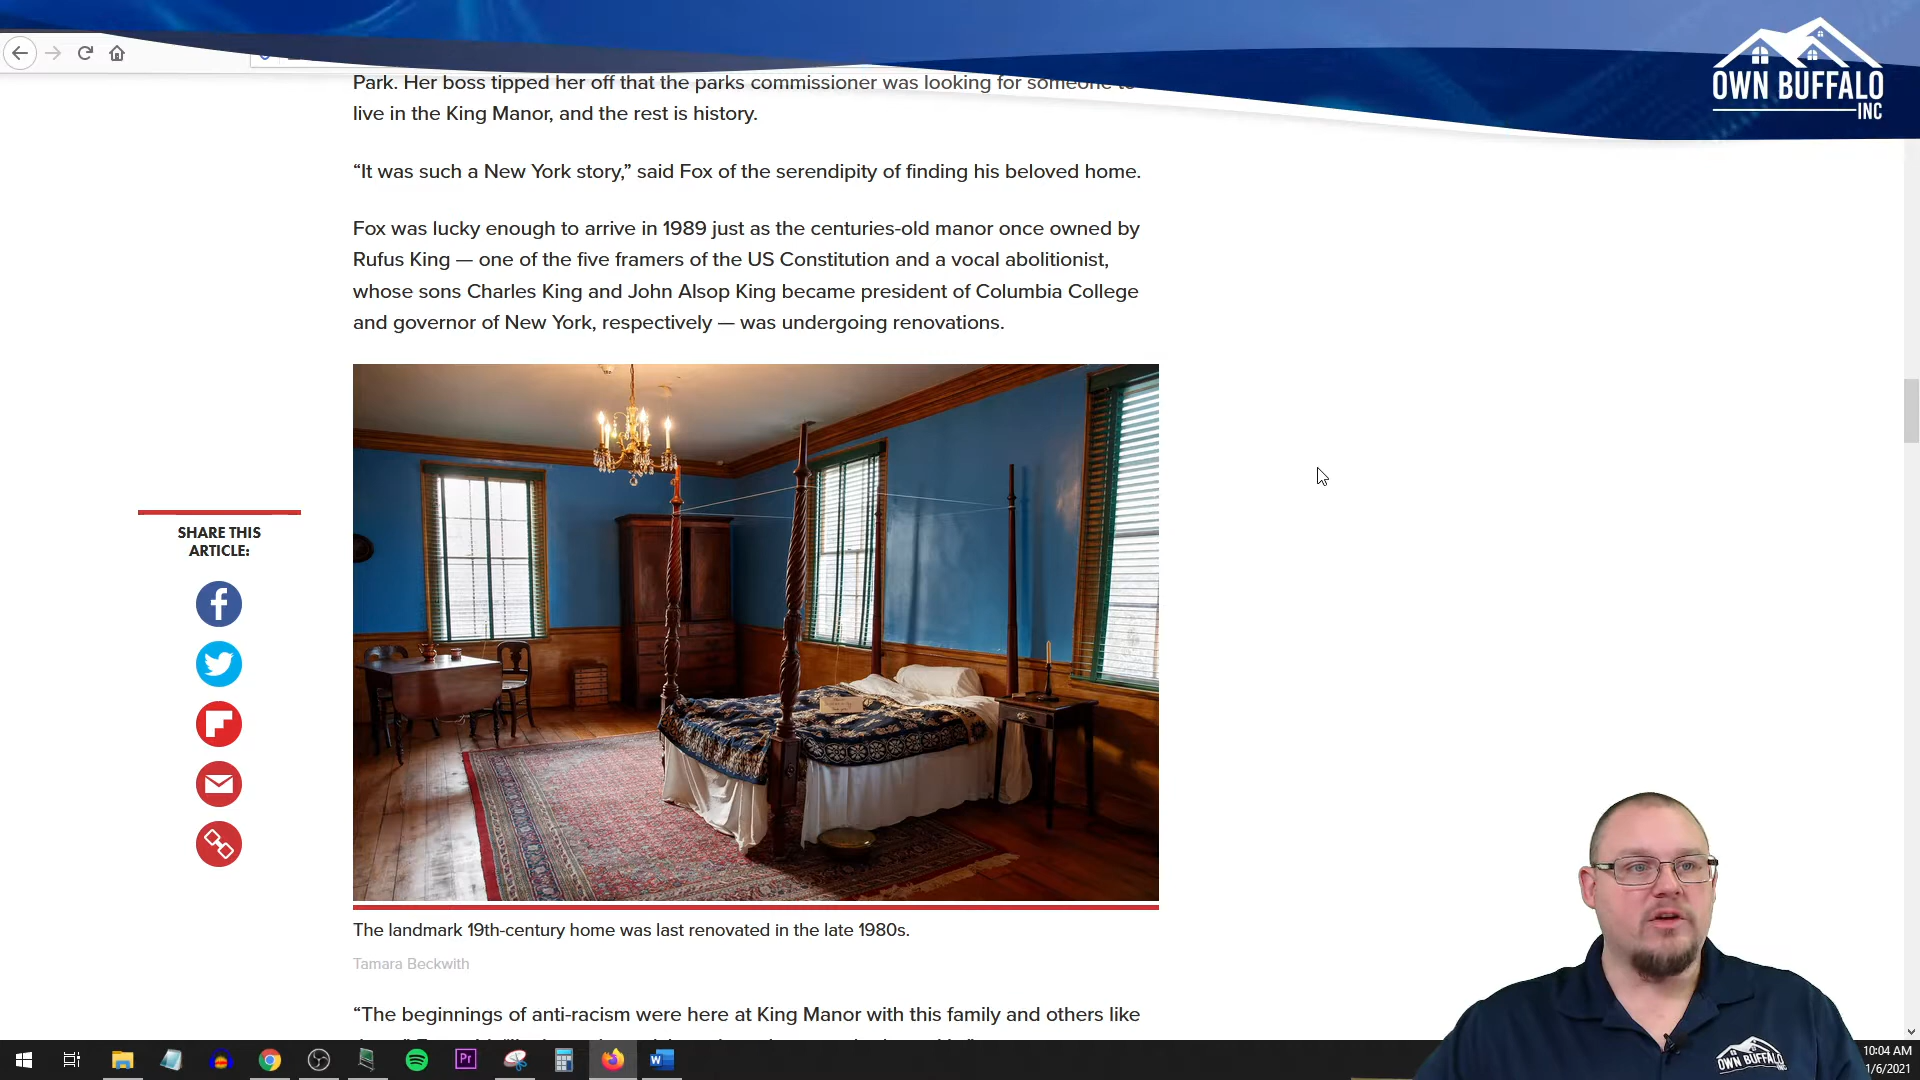 OWN BUFFALO
INC
Park. Her boss tipped her off that the parks commissioner was looking for someone to
live in the King Manor, and the rest is history.
“It was such a New York story,” said Fox of the serendipity of finding his beloved home.
Fox was lucky enough to arrive in 1989 just as the centuries-old manor once owned by
Rufus King — one of the five framers of the US Constitution and a vocal abolitionist,
whose sons Charles King and John Alsop King became president of Columbia College
and governor of New York, respectively — was undergoing renovations.
SHARE THIS
ARTICLE:
The landmark 19th-century home was last renovated in the late 1980s.
Tamara Beckwith
“The beginnings of anti-racism were here at King Manor with this family and others like
Pr
W
OWN BUFFALO
INC
10:04 AM
1/6/2021